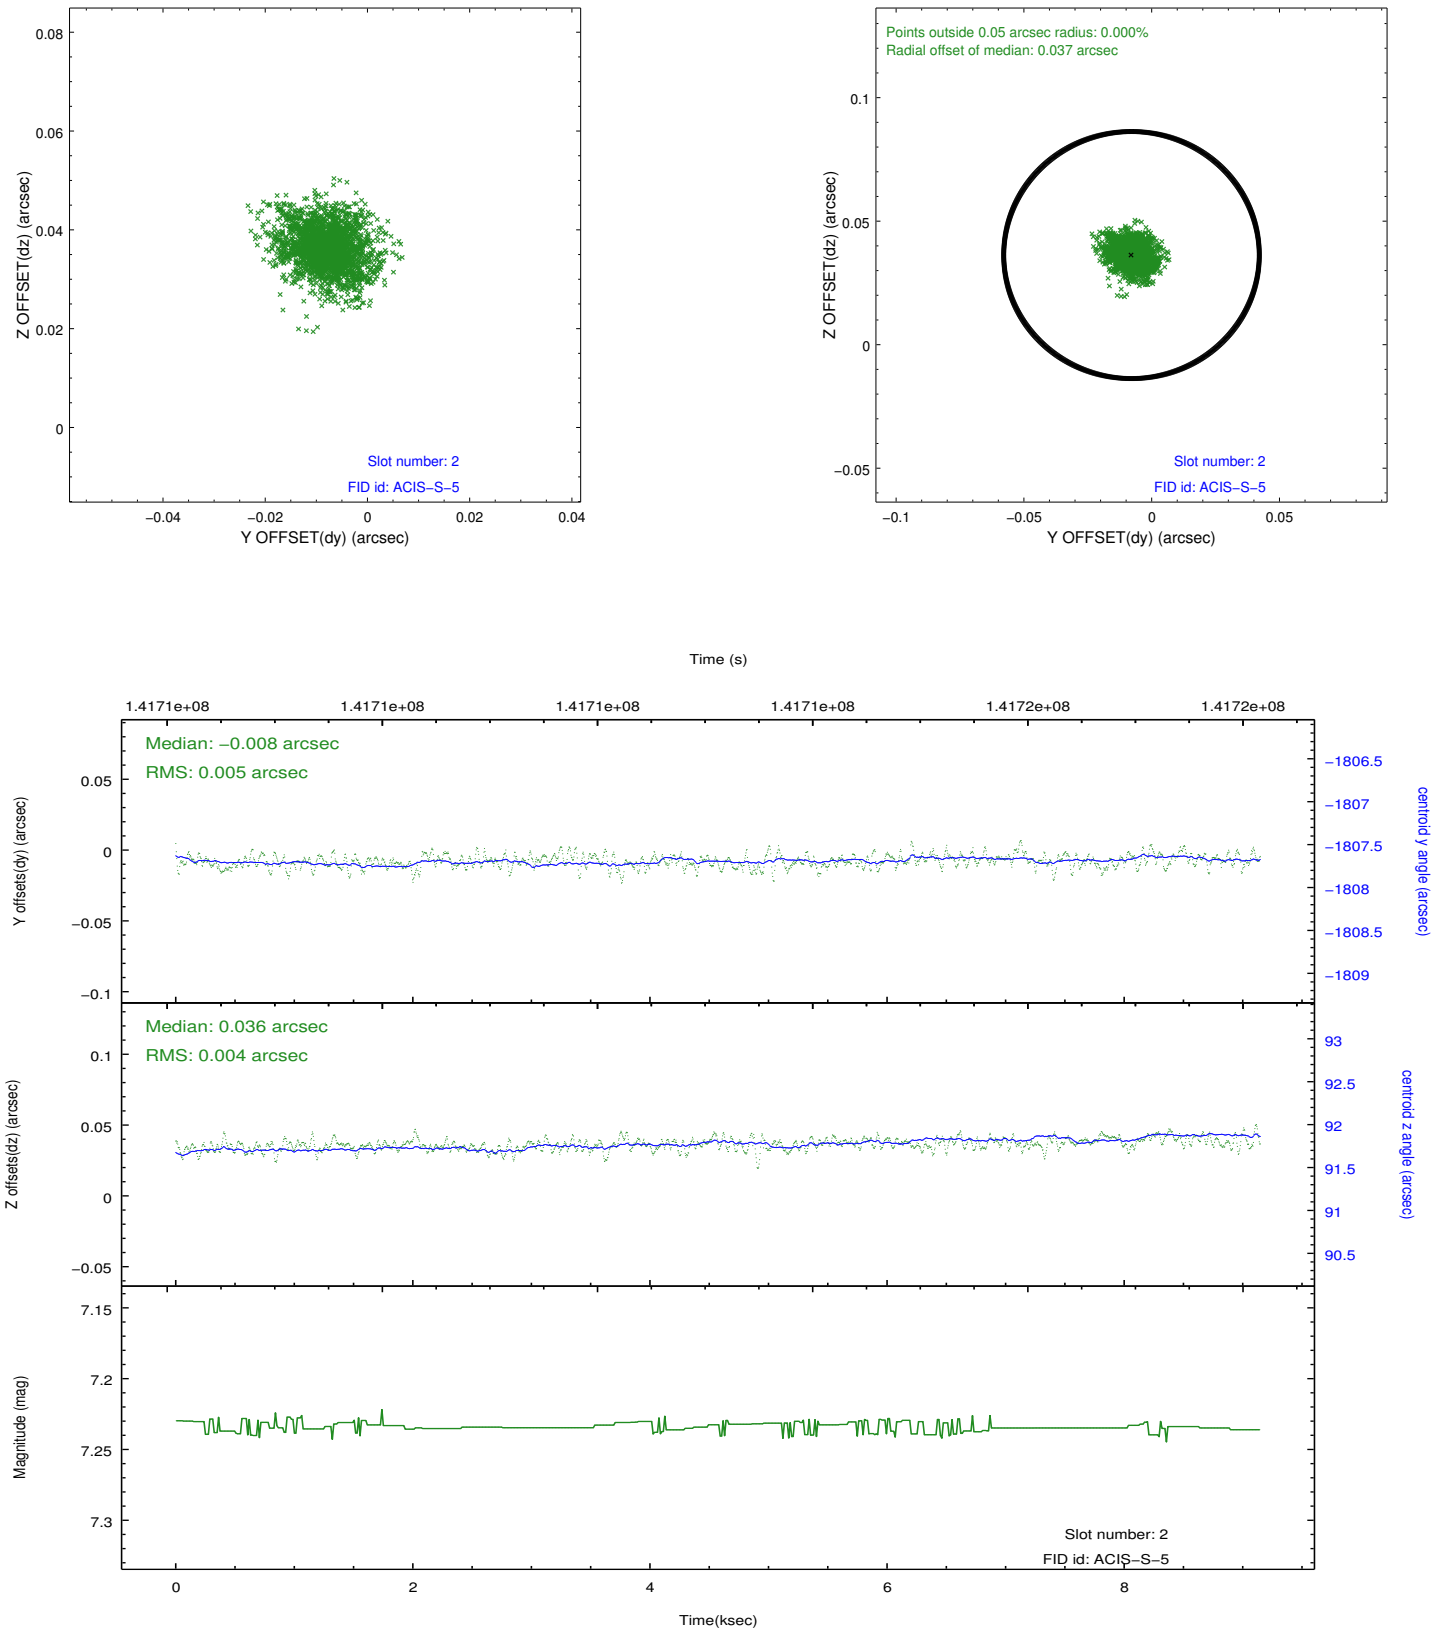 0.08
0.06
0.04
0.02
0
Z OFFSET(dz) (arcsec)
Slot number: 2
FID id: ACIS−S−5
−0.04
−0.02
0
0.02
0.04
Y OFFSET(dy) (arcsec)
Points outside 0.05 arcsec radius: 0.000%
Radial offset of median: 0.037 arcsec
0.1
0.05
0
−0.05
Z OFFSET(dz) (arcsec)
Slot number: 2
FID id: ACIS−S−5
−0.1
−0.05
0
0.05
Y OFFSET(dy) (arcsec)
Time (s)
1.4171e+08
1.4171e+08
1.4171e+08
1.4171e+08
1.4172e+08
1.4172e+08
Median: −0.008 arcsec
RMS: 0.005 arcsec
0.05
0
−0.05
−0.1
Y offsets(dy) (arcsec)
−1806.5
−1807
−1807.5
−1808
−1808.5
−1809
centroid y angle (arcsec)
Median: 0.036 arcsec
RMS: 0.004 arcsec
0.1
0.05
0
−0.05
Z offsets(dz) (arcsec)
93
92.5
92
91.5
91
90.5
centroid z angle (arcsec)
7.15
7.2
7.25
7.3
Magnitude (mag)
Slot number: 2
FID id: ACIS−S−5
0
2
4
6
8
Time(ksec)